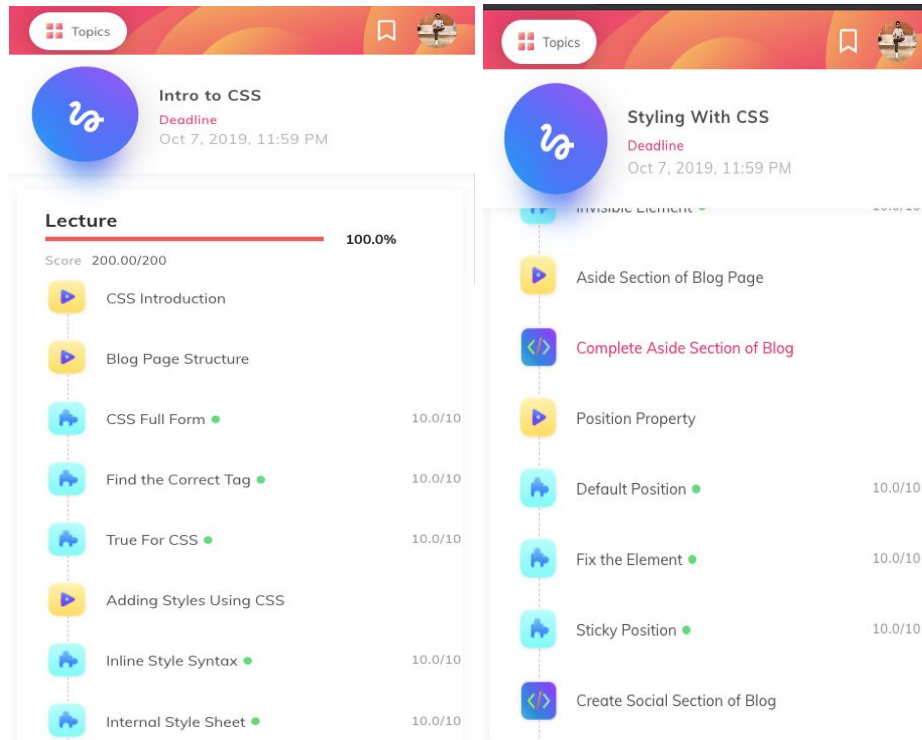 Topics
Intro to CSS
Deadline
Oct 7, 2019, 11:59 PM
Lecture
100.0%
Score 200.00/200
CSS Introduction
Blog Page Structure
CSS Full Form 10.0/10
Find the Correct Tag 10.0/10
True For CSS 10.0/10
Adding Styles Using CSS
Inline Style Syntax 10.0/10
Internal Style Sheet 10.0/10
Topics
Styling With CSS
Deadline
Oct 7, 2019, 11:59 PM
Invisible Element 10.0/10
Aside Section of Blog Page
Complete Aside Section of Blog
Position Property
Default Position 10.0/10
Fix the Element 10.0/10
Sticky Position 10.0/10
Create Social Section of Blog